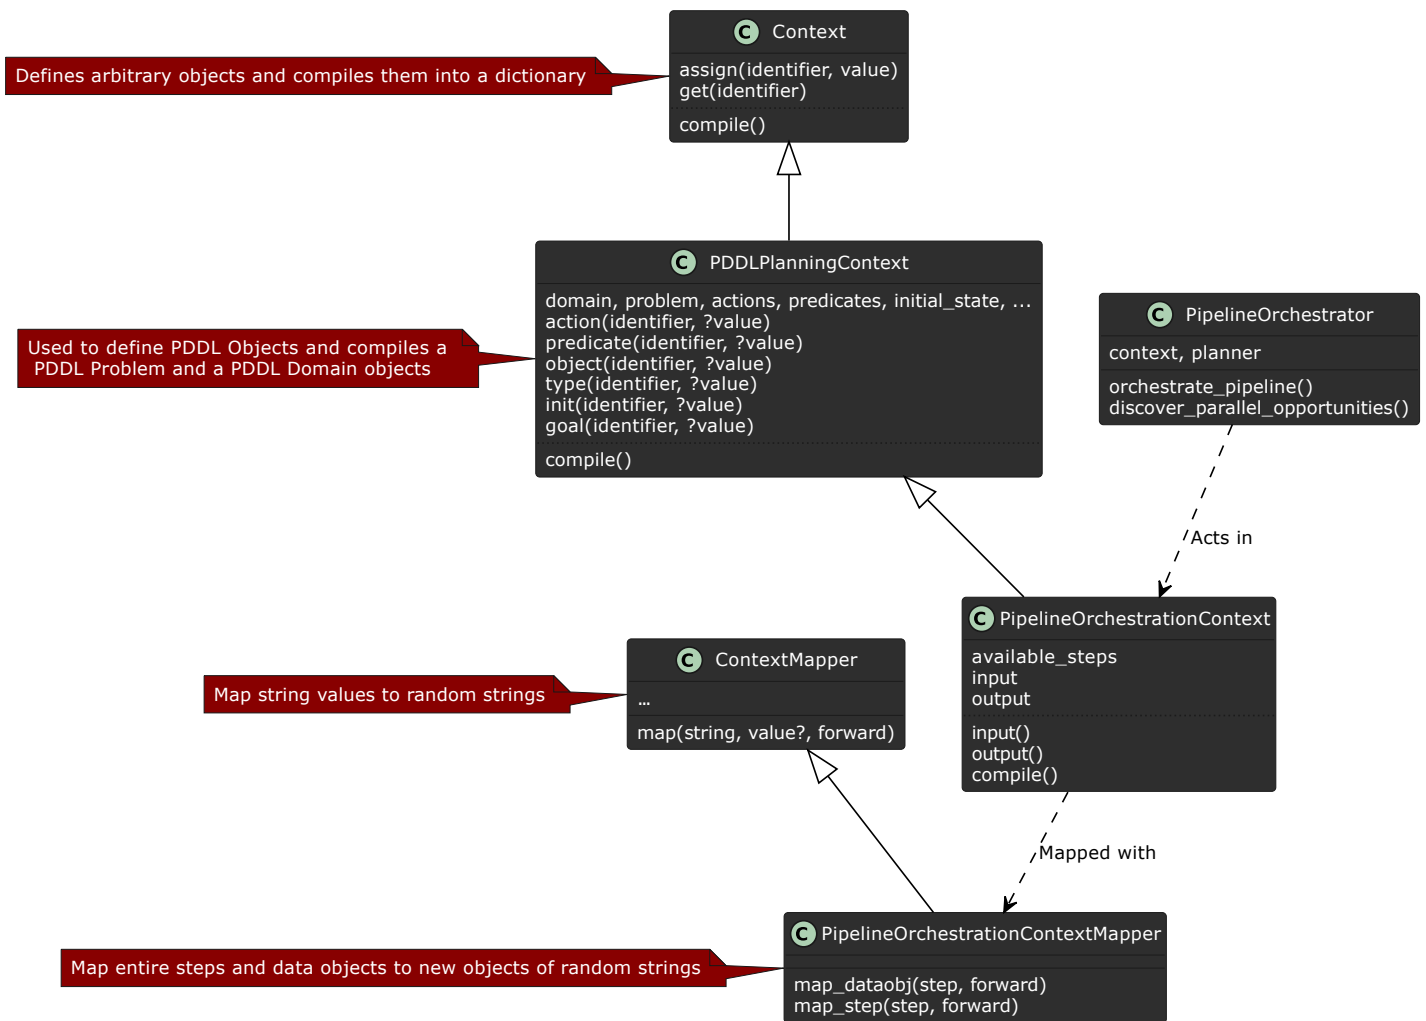 C Context
assign(identifier, value)
get(identifier)
compile()
Defines arbitrary objects and compiles them into a dictionary
C PDDLPlanningContext
domain, problem, actions, predicates, initial_state, ...
action(identifier, ?value)
predicate(identifier, ?value)
object(identifier, ?value)
type(identifier, ?value)
init(identifier, ?value)
goal(identifier, ?value)
compile()
Used to define PDDL Objects and compiles a
PDDL Problem and a PDDL Domain objects
C PipelineOrchestrator
context, planner
orchestrate_pipeline()
discover_parallel_opportunities()
Acts in
C PipelineOrchestrationContext
available_steps
input
output
input()
output()
compile()
C ContextMapper
...
map(string, value?, forward)
Map string values to random strings
Mapped with
C PipelineOrchestrationContextMapper
map_dataobj(step, forward)
map_step(step, forward)
Map entire steps and data objects to new objects of random strings